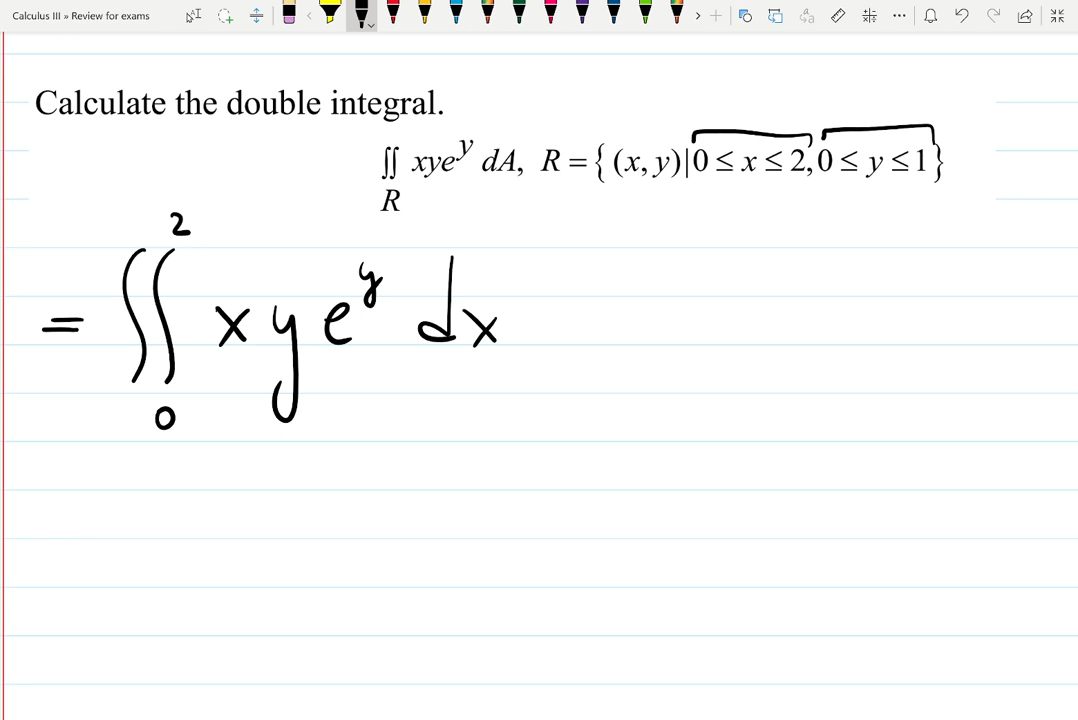 Calculus III » Review for exams
Calculate the double integral.
∬ xye^y dA, R = { (x, y)|0 ≤ x ≤ 2, 0 ≤ y ≤ 1}
R
2
= ∬ x y e^y dx
0